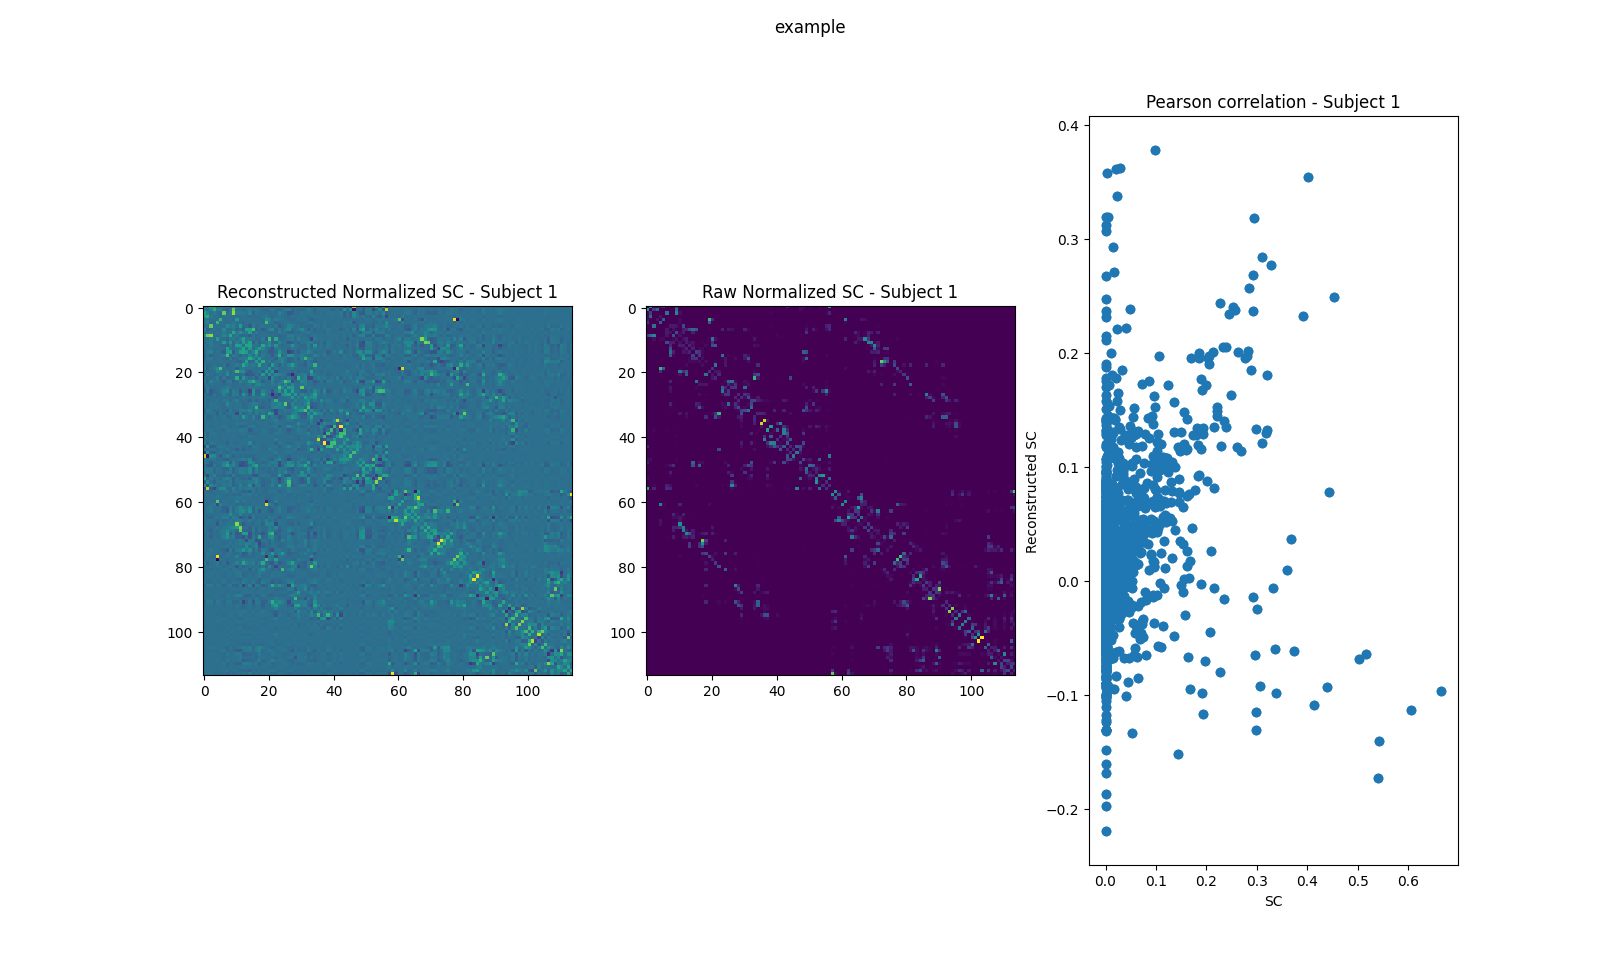 example
Reconstructed Normalized SC - Subject 1
0
20
40
60
80
100
0 20 40 60 80 100
Raw Normalized SC - Subject 1
0
20
40
60
80
100
0 20 40 60 80 100
Pearson correlation - Subject 1
Reconstructed SC
0.4
0.3
0.2
0.1
0.0
−0.1
−0.2
0.0 0.1 0.2 0.3 0.4 0.5 0.6
SC